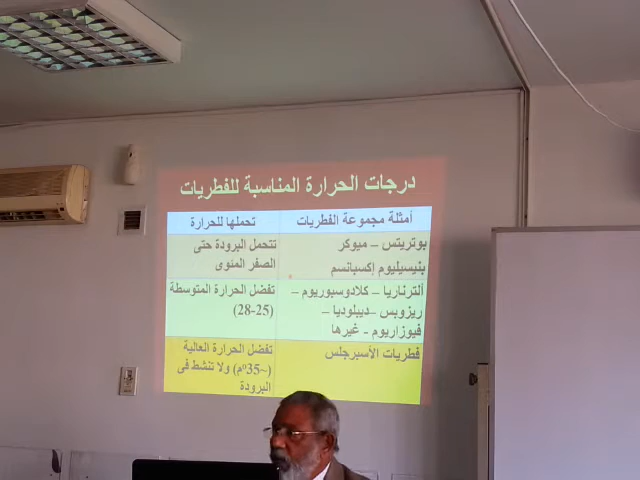 درجات الحرارة المناسبة للفطريات
أمثلة مجموعة الفطريات
تحملها للحرارة
بوتريتس – ميوكر
بنيسيليوم إكسبانسم
تتحمل البرودة حتى
الصفر المئوى
ألترناريا – كلادوسبوريوم –
ريزوبس – ديبلوديا –
فيوزاريوم - غيرها
تفضل الحرارة المتوسطة
(25-28)
فطريات الأسبرجلس
تفضل الحرارة العالية
(~35ºم) ولا تنشط فى
البرودة